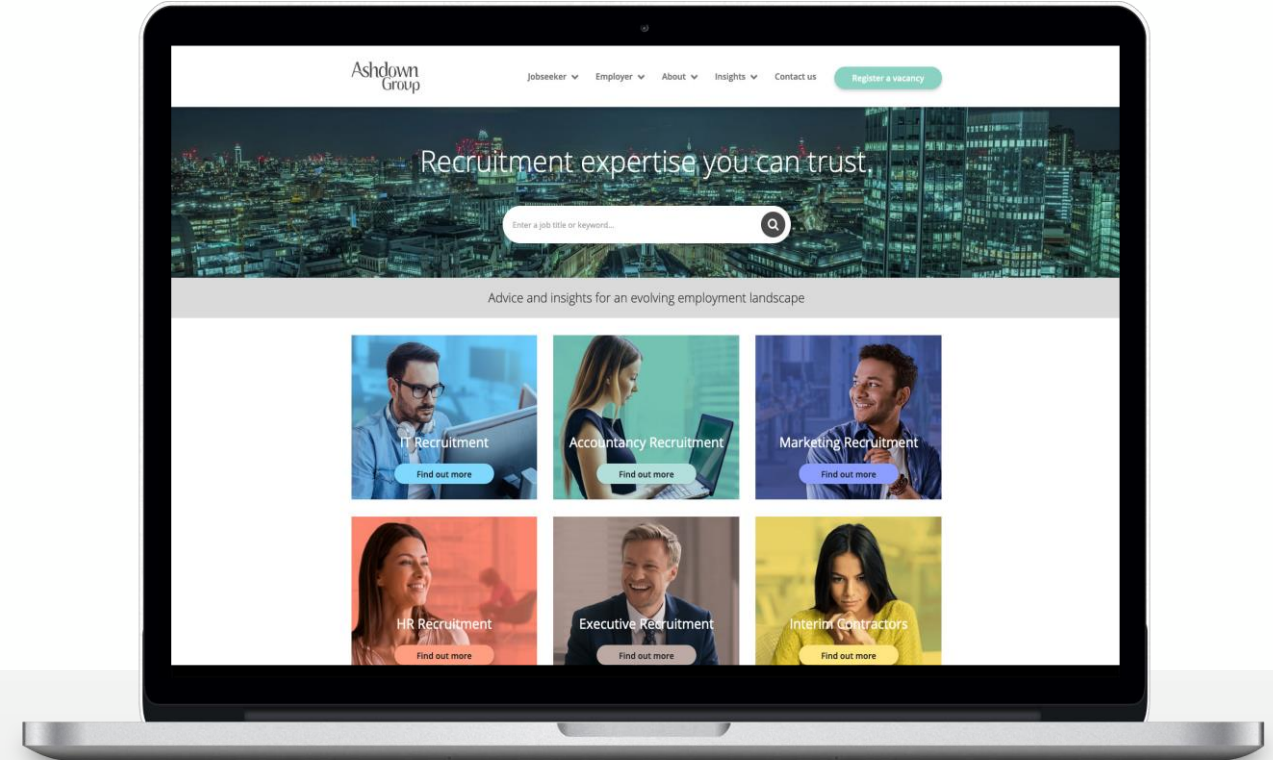 Ashdown
Group
Jobseeker
Employer
About
Insights
Contact us
Register a vacancy
Recruitment expertise you can trust.
Enter a job title or keyword...
Advice and insights for an evolving employment landscape
IT Recruitment
Accountancy Recruitment
Marketing Recruitment
Find out more
Find out more
Find out more
HR Recruitment
Executive Recruitment
Interim Contractors
Find out more
Find out more
Find out more